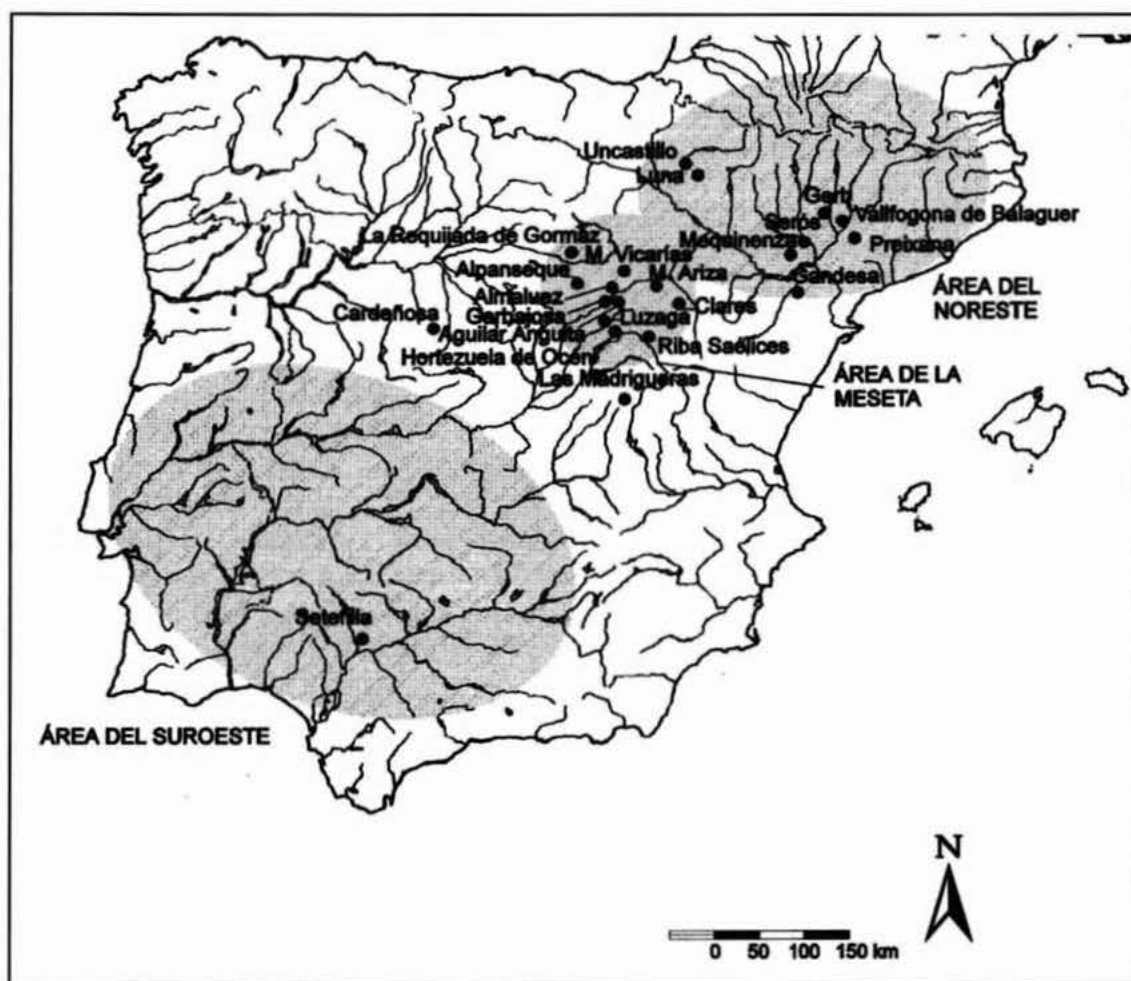 Uncastillo
Luna
Gerb
Vallfogona de Balaguer
Seròs
Preixana
La Requijada de Gormaz
Mequinenza
M. Vicarías
Alpanseque
M. Ariza
Gandesa
ÁREA DEL
NORESTE
Almaluez
Clares
Cardeñosa
Garbajosa
Luzaga
Aguilar Anguita
Riba Saélices
Hortezuela de Océn
ÁREA DE LA
MESETA
Las Madrigueras
Setefilla
ÁREA DEL SUROESTE
N
0 50 100 150 km